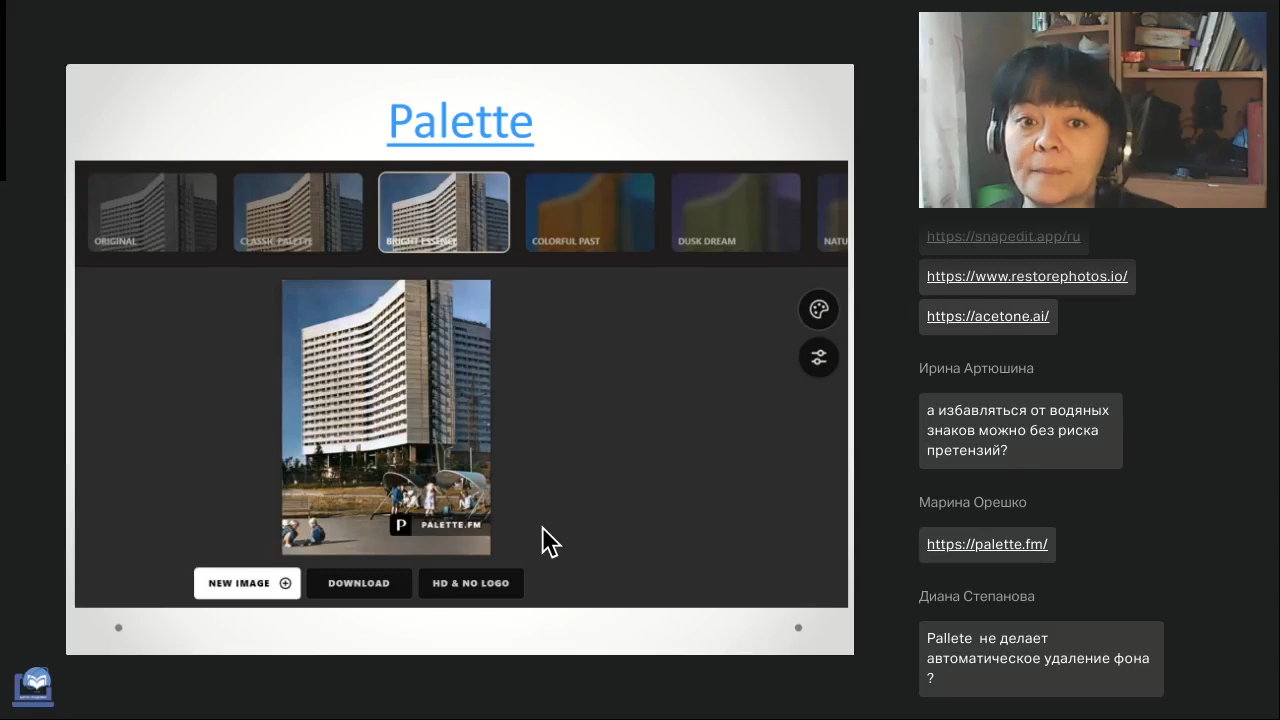 Palette
ORIGINAL
CLASSIC PALETTE
BRIGHT ESSENCE
COLORFUL PAST
DUSK DREAM
NATU
P PALETTE.FM
NEW IMAGE
DOWNLOAD
HD & NO LOGO
https://snapedit.app/ru
https://www.restorephotos.io/
https://acetone.ai/
Ирина Артюшина
а избавляться от водяных
знаков можно без риска
претензий?
Марина Орешко
https://palette.fm/
Диана Степанова
Pallete не делает
автоматическое удаление фона
?